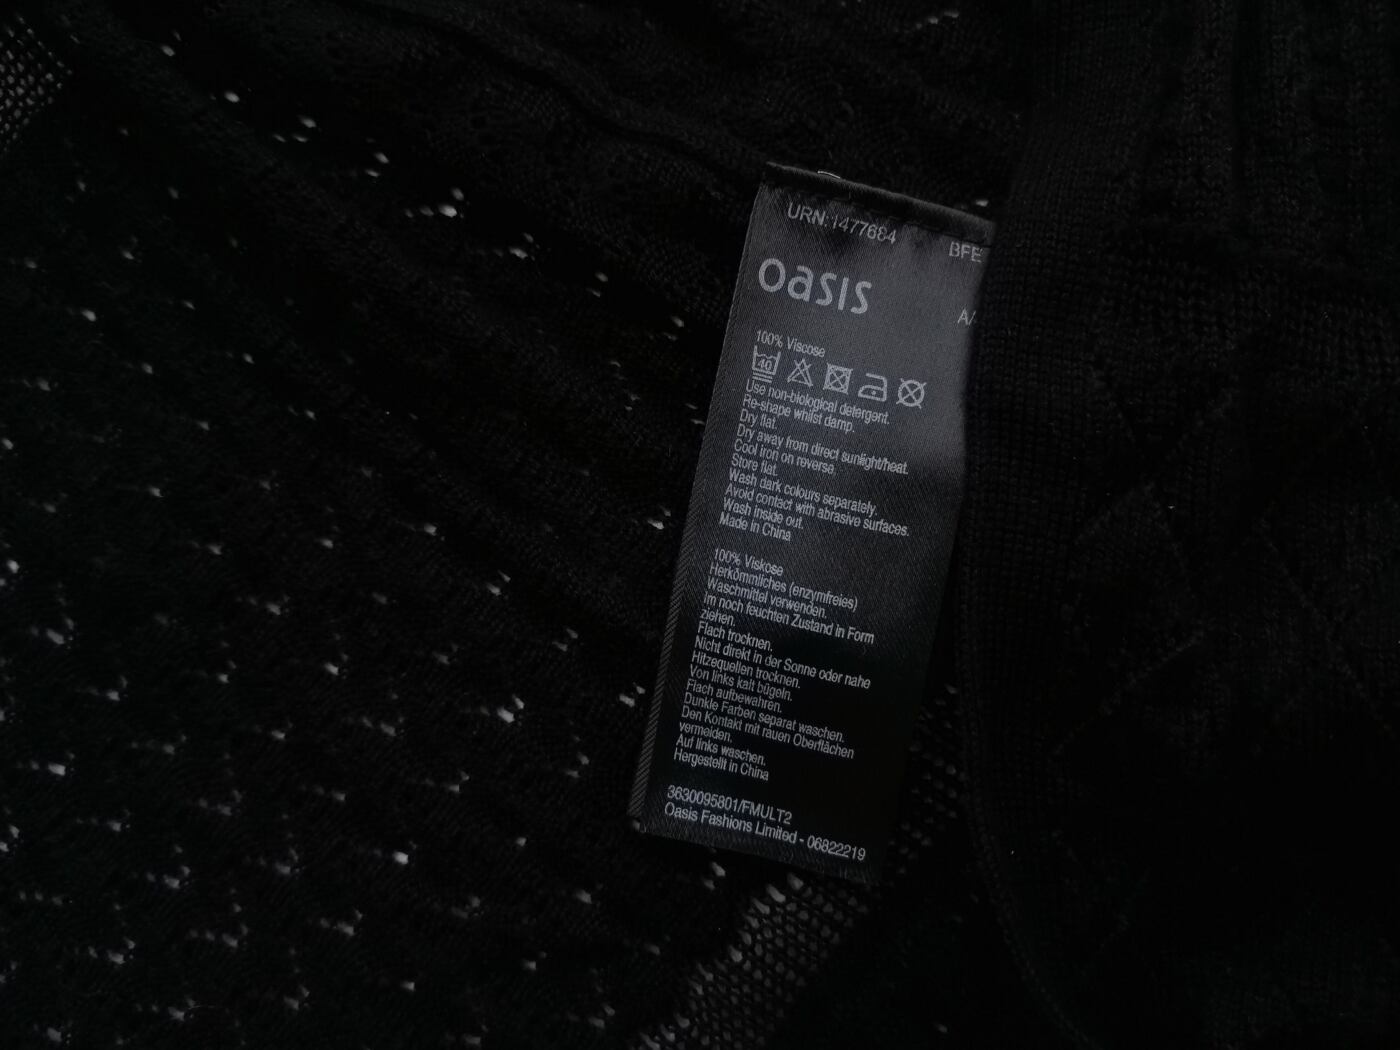 URN:1477684
BFE
oasis
A/
100% Viscose
40
Use non-biological detergent.
Re-shape whilst damp.
Dry flat.
Dry away from direct sunlight/heat.
Cool iron on reverse.
Store flat.
Wash dark colours separately.
Avoid contact with abrasive surfaces.
Wash inside out.
Made in China
100% Viskose
Herkömmliches (enzymfreies)
Waschmittel verwenden.
Im noch feuchten Zustand in Form
ziehen.
Flach trocknen.
Nicht direkt in der Sonne oder nahe
Hitzequellen trocknen.
Von links kalt bügeln.
Flach aufbewahren.
Dunkle Farben separat waschen.
Den Kontakt mit rauen Oberflächen
vermeiden.
Auf links waschen.
Hergestellt in China
3630095801/FMULT2
Oasis Fashions Limited - 06822219